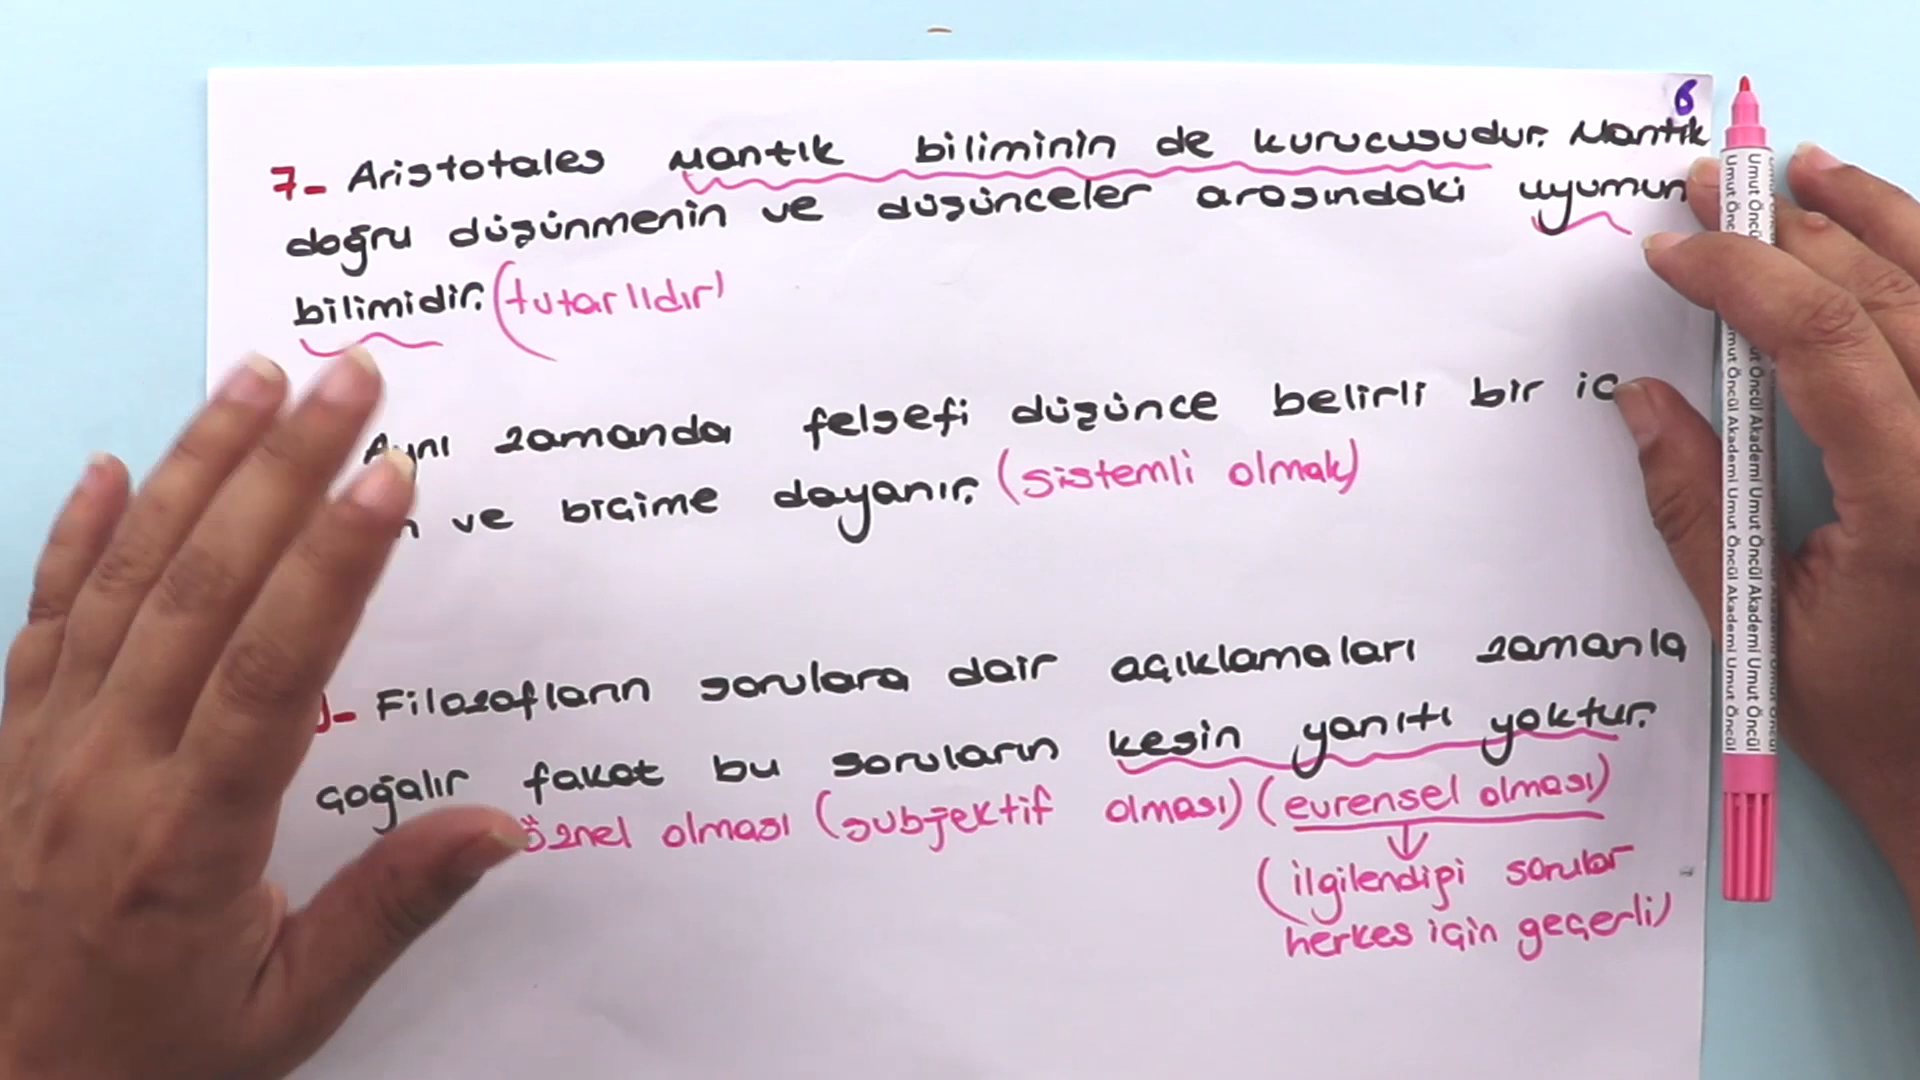 6
7- Aristotales Mantık biliminin de kurucusudur. Mantık
doğru düşünmenin ve düşünceler arasındaki uyumun
bilimidir. (tutarlıdır)
Aynı zamanda felsefi düşünce belirli bir
ve biçime dayanır. (sistemli olmak)
Filozofların sorulara dair açıklamaları zamanla
çoğalır fakat bu soruların kesin yanıtı yoktur.
Öznel olması (subjektif olması) (evrensel olması)
(ilgilendiği sorular
herkes için geçerli)
Umut Öncül Akademi Umut Öncül Akademi Umut Öncül